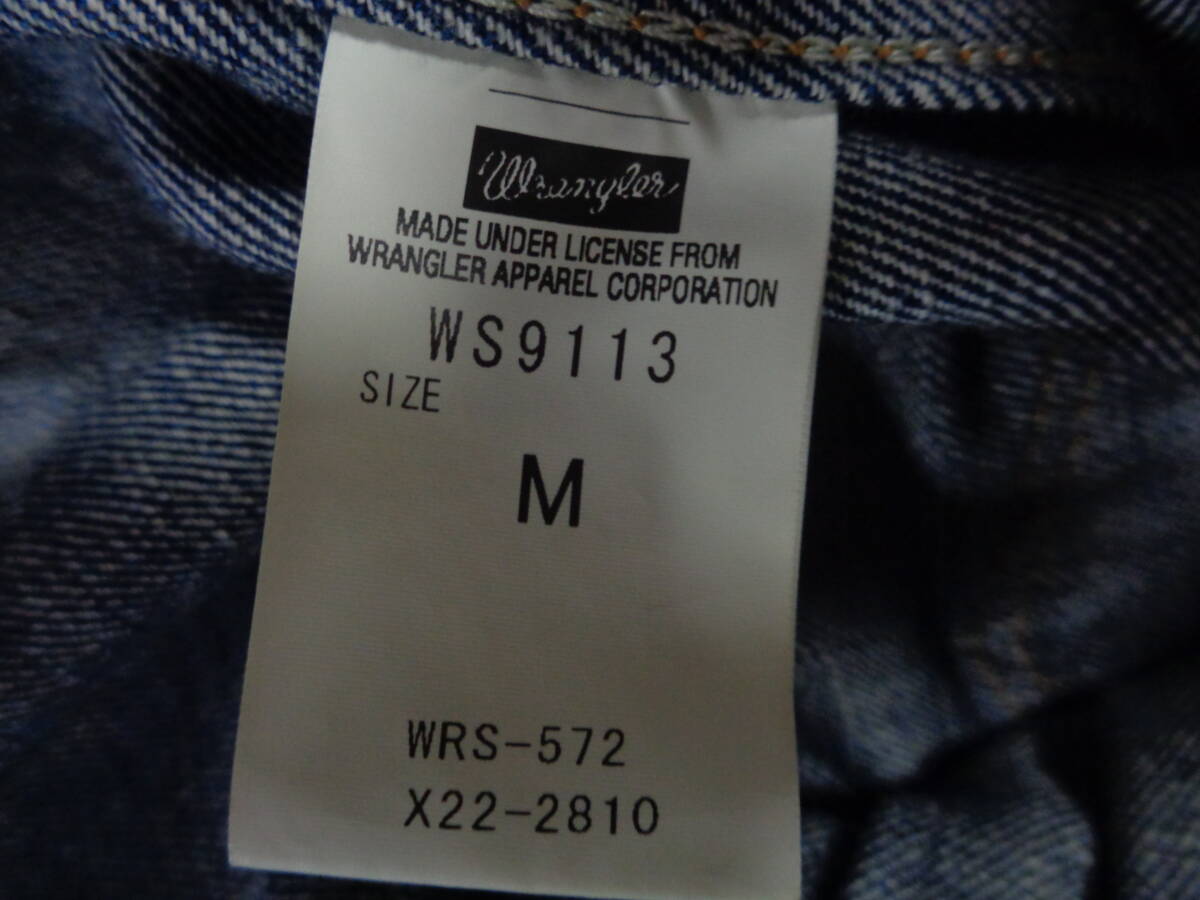 Wrangler
MADE UNDER LICENSE FROM
WRANGLER APPAREL CORPORATION
WS9113
SIZE
M
WRS-572
X22-2810